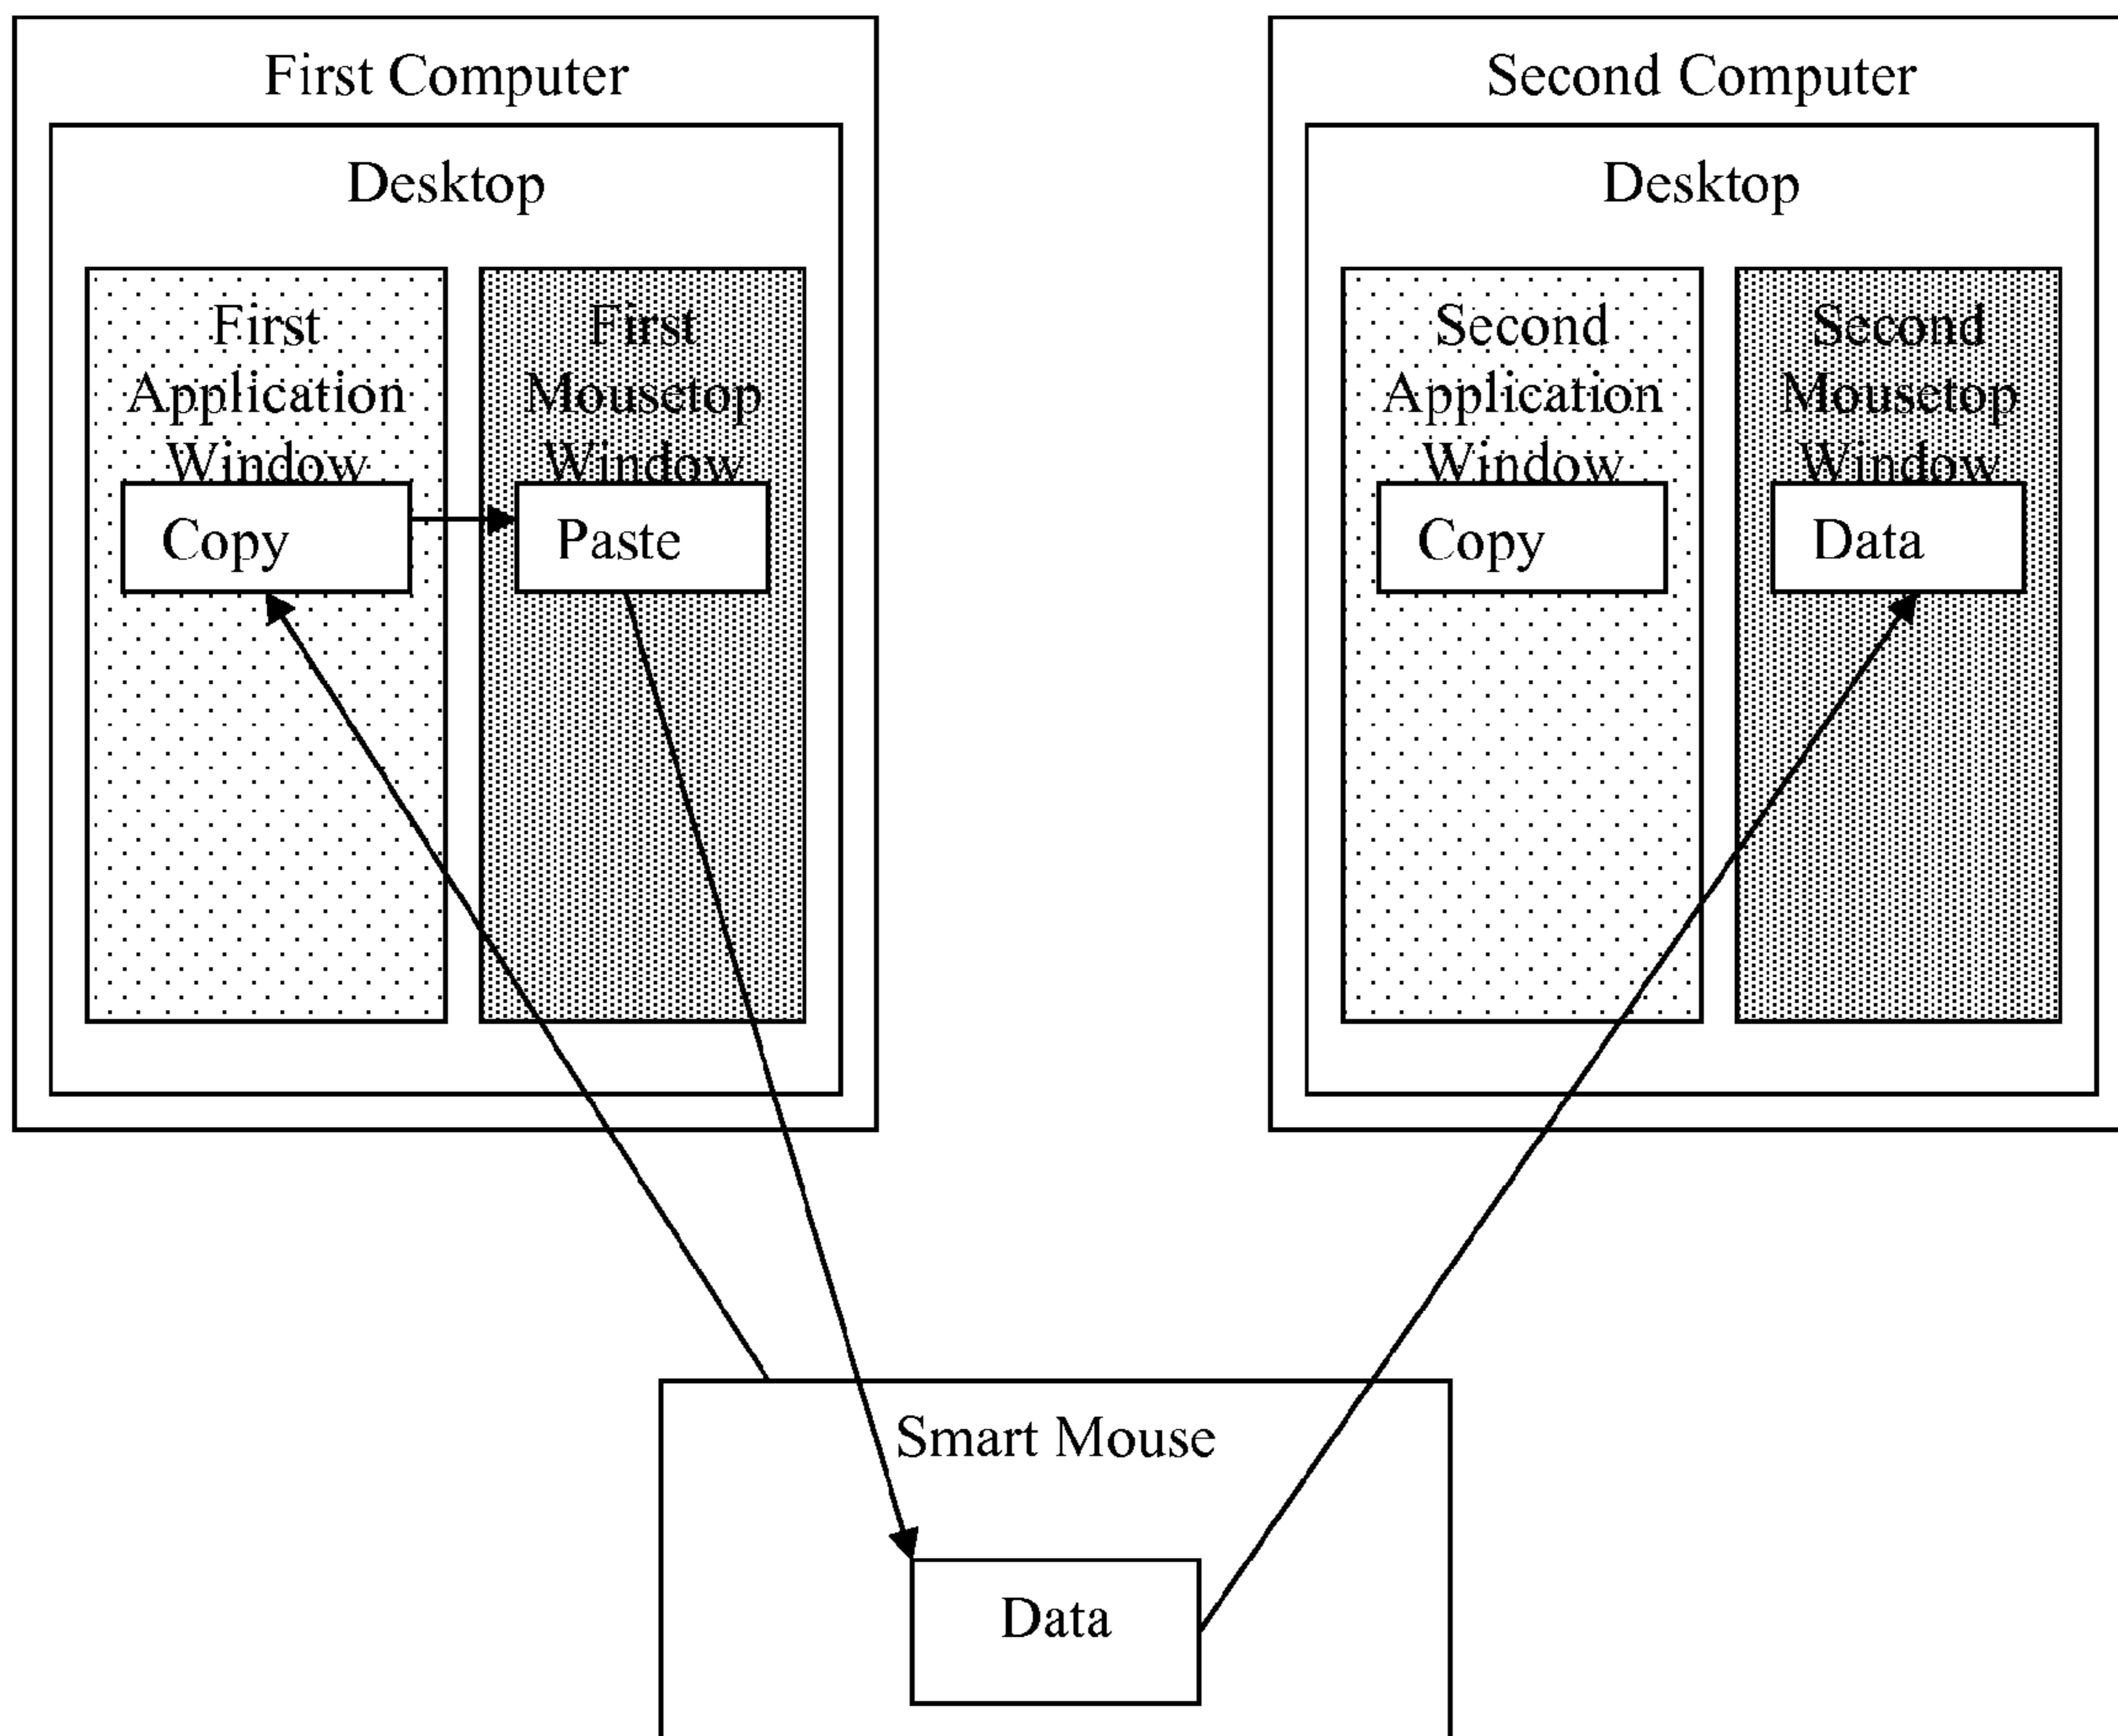 First Computer
Desktop
First
Application
Window
Copy
First
Mousetop
Window
Paste
Second Computer
Desktop
Second
Application
Window
Copy
Second
Mousetop
Window
Data
Smart Mouse
Data